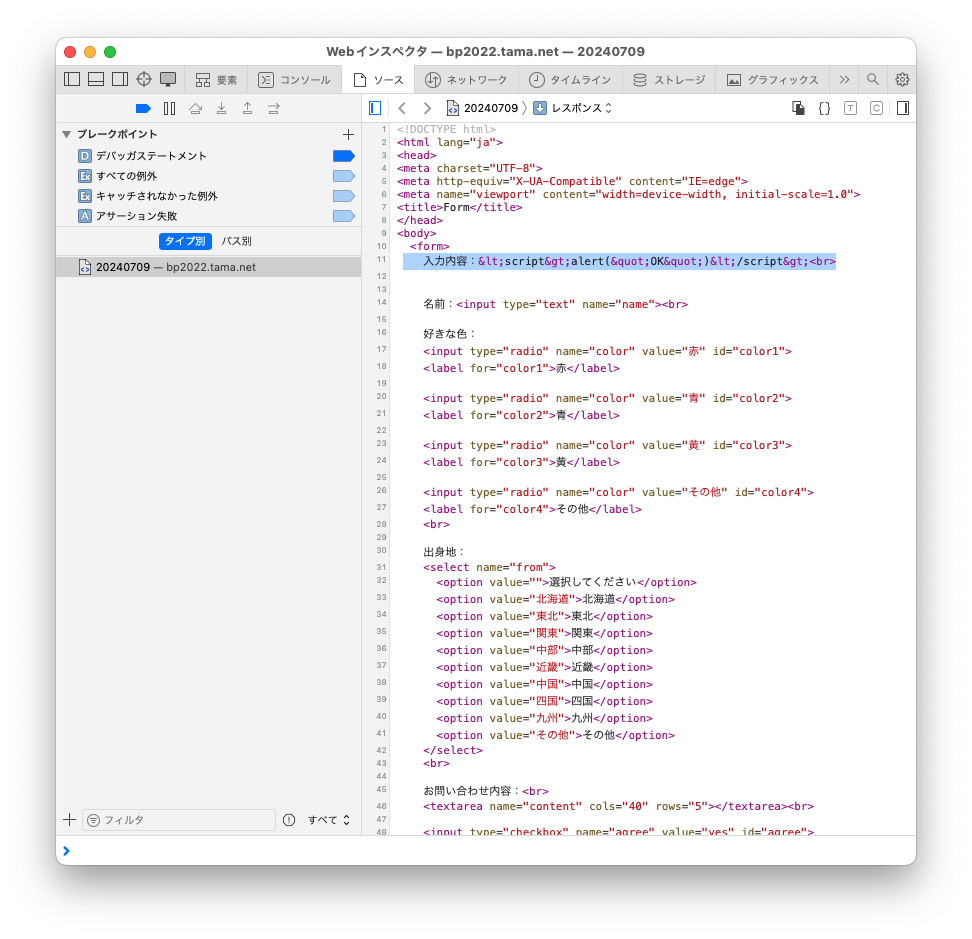 Webインスペクタ — bp2022.tama.net — 20240709
要素 コンソール ソース ネットワーク タイムライン ストレージ グラフィックス
20240709 〉 レスポンス
ブレークポイント
D デバッガステートメント
Ex すべての例外
Ex キャッチされなかった例外
A アサーション失敗
タイプ別 パス別
20240709 — bp2022.tama.net
1 <!DOCTYPE html>
2 <html lang="ja">
3 <head>
4 <meta charset="UTF-8">
5 <meta http-equiv="X-UA-Compatible" content="IE=edge">
6 <meta name="viewport" content="width=device-width, initial-scale=1.0">
7 <title>Form</title>
8 </head>
9 <body>
10   <form>
11     入力内容：&lt;script&gt;alert(&quot;OK&quot;)&lt;/script&gt;<br>
12
13
14     名前：<input type="text" name="name"><br>
15
16     好きな色：
17     <input type="radio" name="color" value="赤" id="color1">
18     <label for="color1">赤</label>
19
20     <input type="radio" name="color" value="青" id="color2">
21     <label for="color2">青</label>
22
23     <input type="radio" name="color" value="黄" id="color3">
24     <label for="color3">黄</label>
25
26     <input type="radio" name="color" value="その他" id="color4">
27     <label for="color4">その他</label>
28     <br>
29
30     出身地：
31     <select name="from">
32       <option value="">選択してください</option>
33       <option value="北海道">北海道</option>
34       <option value="東北">東北</option>
35       <option value="関東">関東</option>
36       <option value="中部">中部</option>
37       <option value="近畿">近畿</option>
38       <option value="中国">中国</option>
39       <option value="四国">四国</option>
40       <option value="九州">九州</option>
41       <option value="その他">その他</option>
42     </select>
43     <br>
44
45     お問い合わせ内容：<br>
46     <textarea name="content" cols="40" rows="5"></textarea><br>
47
48     <input type="checkbox" name="agree" value="yes" id="agree">
フィルタ
すべて